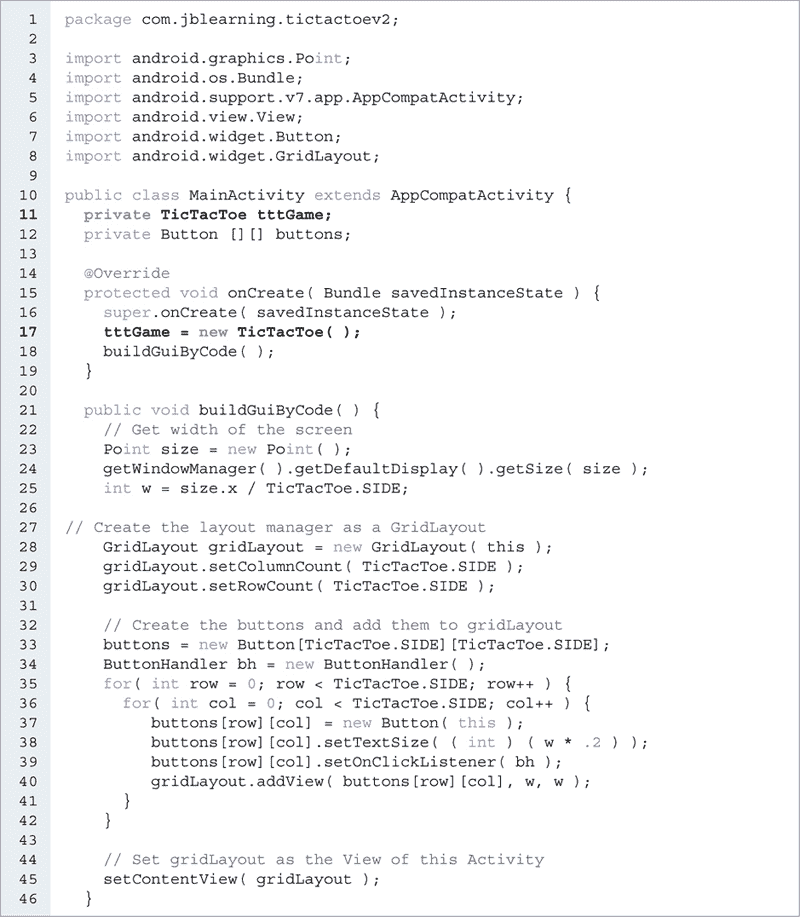 1 package com.jblearning.tictactoev2;
2
3 import android.graphics.Point;
4 import android.os.Bundle;
5 import android.support.v7.app.AppCompatActivity;
6 import android.view.View;
7 import android.widget.Button;
8 import android.widget.GridLayout;
9
10 public class MainActivity extends AppCompatActivity {
11   private TicTacToe tttGame;
12   private Button [][] buttons;
13
14   @Override
15   protected void onCreate( Bundle savedInstanceState ) {
16     super.onCreate( savedInstanceState );
17     tttGame = new TicTacToe( );
18     buildGuiByCode( );
19   }
20
21   public void buildGuiByCode( ) {
22     // Get width of the screen
23     Point size = new Point( );
24     getWindowManager( ).getDefaultDisplay( ).getSize( size );
25     int w = size.x / TicTacToe.SIDE;
26
27 // Create the layout manager as a GridLayout
28     GridLayout gridLayout = new GridLayout( this );
29     gridLayout.setColumnCount( TicTacToe.SIDE );
30     gridLayout.setRowCount( TicTacToe.SIDE );
31
32     // Create the buttons and add them to gridLayout
33     buttons = new Button[TicTacToe.SIDE][TicTacToe.SIDE];
34     ButtonHandler bh = new ButtonHandler( );
35     for( int row = 0; row < TicTacToe.SIDE; row++ ) {
36       for( int col = 0; col < TicTacToe.SIDE; col++ ) {
37          buttons[row][col] = new Button( this );
38          buttons[row][col].setTextSize( ( int ) ( w * .2 ) );
39          buttons[row][col].setOnClickListener( bh );
40          gridLayout.addView( buttons[row][col], w, w );
41       }
42     }
43
44     // Set gridLayout as the View of this Activity
45     setContentView( gridLayout );
46   }